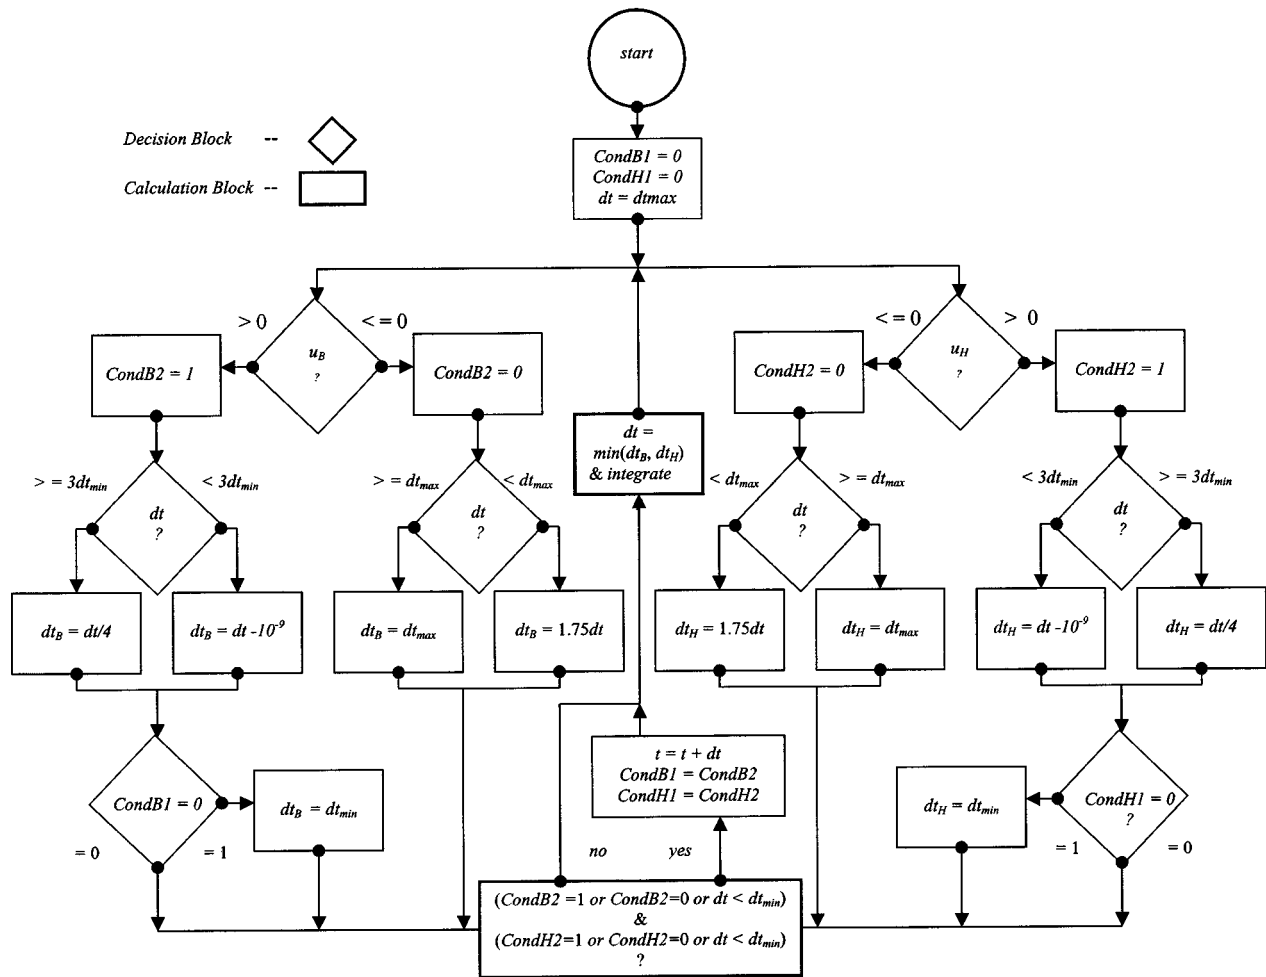 start
Decision Block --
Calculation Block --
CondB1 = 0
CondH1 = 0
dt = dtmax
> 0
< = 0
u_B
?
CondB2 = 1
CondB2 = 0
< = 0
> 0
u_H
?
CondH2 = 0
CondH2 = 1
dt =
min(dt_B, dt_H)
& integrate
> = 3dt_min
< 3dt_min
dt
?
> = dt_max
< dt_max
dt
?
< dt_max
> = dt_max
dt
?
< 3dt_min
> = 3dt_min
dt
?
dt_B = dt/4
dt_B = dt -10^-9
dt_B = dt_max
dt_B = 1.75dt
dt_H = 1.75dt
dt_H = dt_max
dt_H = dt -10^-9
dt_H = dt/4
t = t + dt
CondB1 = CondB2
CondH1 = CondH2
CondB1 = 0
dt_B = dt_min
= 0
= 1
dt_H = dt_min
CondH1 = 0
?
= 1
= 0
no
yes
(CondB2 =1 or CondB2=0 or dt < dt_min)
&
(CondH2=1 or CondH2=0 or dt < dt_min)
?